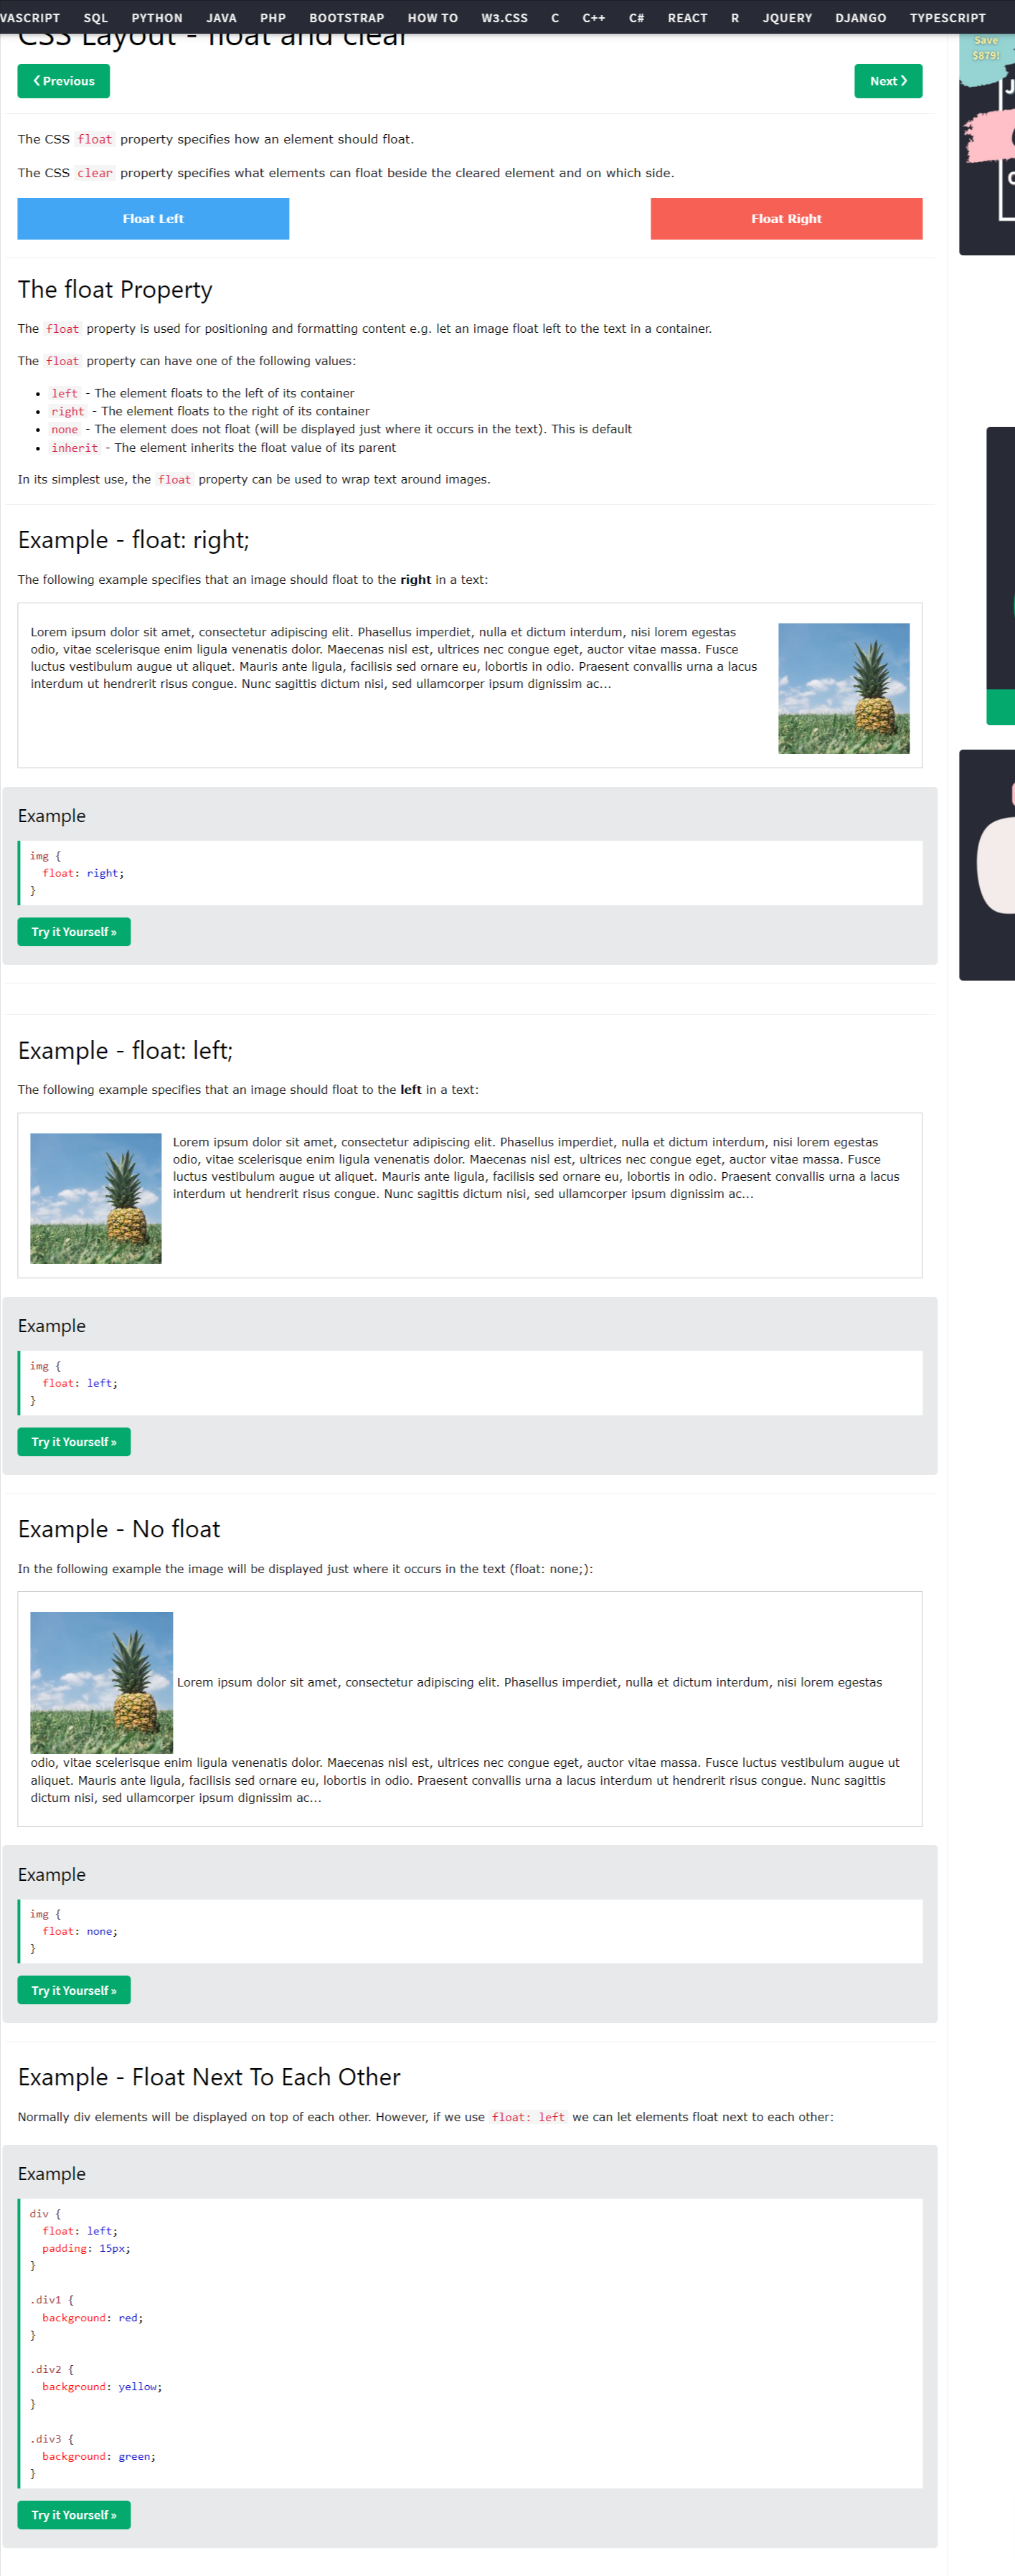 VASCRIPT SQL PYTHON JAVA PHP BOOTSTRAP HOW TO W3.CSS C C++ C# REACT R JQUERY DJANGO TYPESCRIPT
CSS Layout - float and clear
❮ Previous
Next ❯
Save
$879!
The CSS float property specifies how an element should float.
The CSS clear property specifies what elements can float beside the cleared element and on which side.
Float Left
Float Right
The float Property
The float property is used for positioning and formatting content e.g. let an image float left to the text in a container.
The float property can have one of the following values:
• left - The element floats to the left of its container
• right - The element floats to the right of its container
• none - The element does not float (will be displayed just where it occurs in the text). This is default
• inherit - The element inherits the float value of its parent
In its simplest use, the float property can be used to wrap text around images.
Example - float: right;
The following example specifies that an image should float to the right in a text:
Lorem ipsum dolor sit amet, consectetur adipiscing elit. Phasellus imperdiet, nulla et dictum interdum, nisi lorem egestas
odio, vitae scelerisque enim ligula venenatis dolor. Maecenas nisl est, ultrices nec congue eget, auctor vitae massa. Fusce
luctus vestibulum augue ut aliquet. Mauris ante ligula, facilisis sed ornare eu, lobortis in odio. Praesent convallis urna a lacus
interdum ut hendrerit risus congue. Nunc sagittis dictum nisi, sed ullamcorper ipsum dignissim ac...
Example
img {
  float: right;
}
Try it Yourself »
Example - float: left;
The following example specifies that an image should float to the left in a text:
Lorem ipsum dolor sit amet, consectetur adipiscing elit. Phasellus imperdiet, nulla et dictum interdum, nisi lorem egestas
odio, vitae scelerisque enim ligula venenatis dolor. Maecenas nisl est, ultrices nec congue eget, auctor vitae massa. Fusce
luctus vestibulum augue ut aliquet. Mauris ante ligula, facilisis sed ornare eu, lobortis in odio. Praesent convallis urna a lacus
interdum ut hendrerit risus congue. Nunc sagittis dictum nisi, sed ullamcorper ipsum dignissim ac...
Example
img {
  float: left;
}
Try it Yourself »
Example - No float
In the following example the image will be displayed just where it occurs in the text (float: none;):
Lorem ipsum dolor sit amet, consectetur adipiscing elit. Phasellus imperdiet, nulla et dictum interdum, nisi lorem egestas
odio, vitae scelerisque enim ligula venenatis dolor. Maecenas nisl est, ultrices nec congue eget, auctor vitae massa. Fusce luctus vestibulum augue ut
aliquet. Mauris ante ligula, facilisis sed ornare eu, lobortis in odio. Praesent convallis urna a lacus interdum ut hendrerit risus congue. Nunc sagittis
dictum nisi, sed ullamcorper ipsum dignissim ac...
Example
img {
  float: none;
}
Try it Yourself »
Example - Float Next To Each Other
Normally div elements will be displayed on top of each other. However, if we use float: left we can let elements float next to each other:
Example
div {
  float: left;
  padding: 15px;
}
.div1 {
  background: red;
}
.div2 {
  background: yellow;
}
.div3 {
  background: green;
}
Try it Yourself »